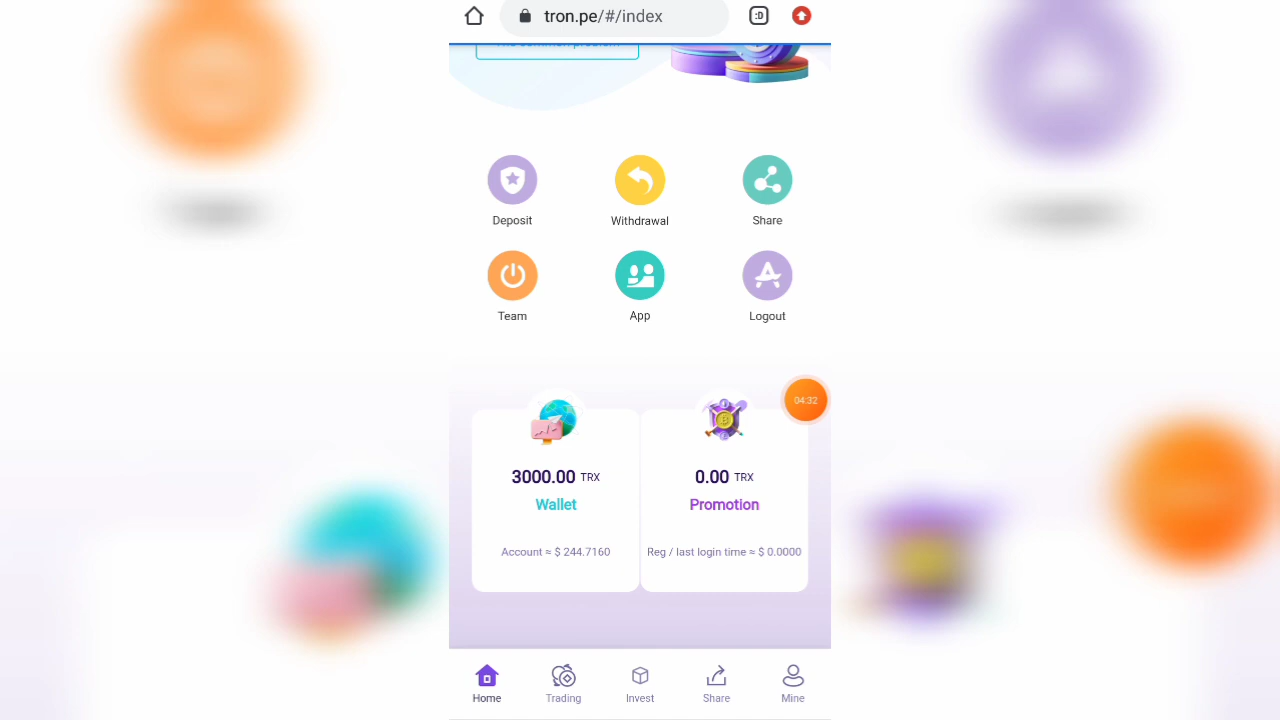 :D
tron.pe/#/index
Deposit
Withdrawal
Share
Team
App
Logout
04:32
3000.00 TRX
Wallet
Account ≈ $ 244.7160
0.00 TRX
Promotion
Reg / last login time ≈ $ 0.0000
Home
Trading
Invest
Share
Mine